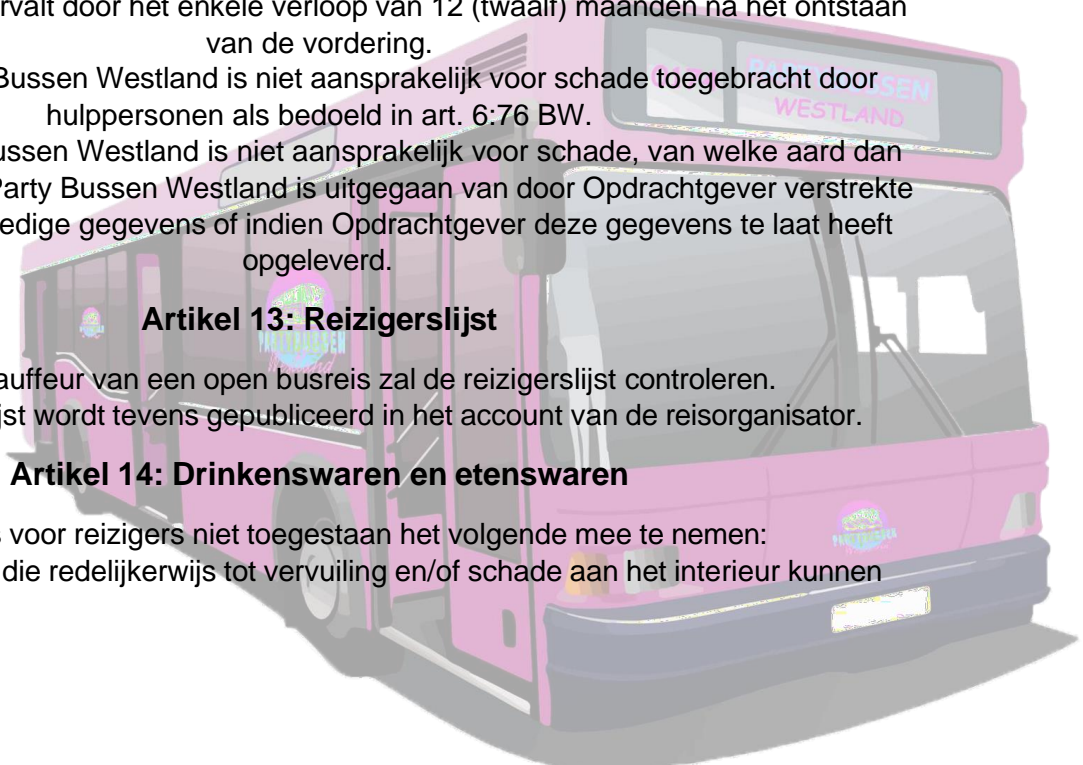 rvalt door het enkele verloop van 12 (twaalf) maanden na het ontstaan
van de vordering.
Bussen Westland is niet aansprakelijk voor schade toegebracht door
hulppersonen als bedoeld in art. 6:76 BW.
ussen Westland is niet aansprakelijk voor schade, van welke aard dan
Party Bussen Westland is uitgegaan van door Opdrachtgever verstrekte
edige gegevens of indien Opdrachtgever deze gegevens te laat heeft
opgeleverd.
Artikel 13: Reizigerslijst
auffeur van een open busreis zal de reizigerslijst controleren.
jst wordt tevens gepubliceerd in het account van de reisorganisator.
Artikel 14: Drinkenswaren en etenswaren
s voor reizigers niet toegestaan het volgende mee te nemen:
die redelijkerwijs tot vervuiling en/of schade aan het interieur kunnen
PARTYBUSSEN
WESTLAND
PARTYBUSSEN
Westland